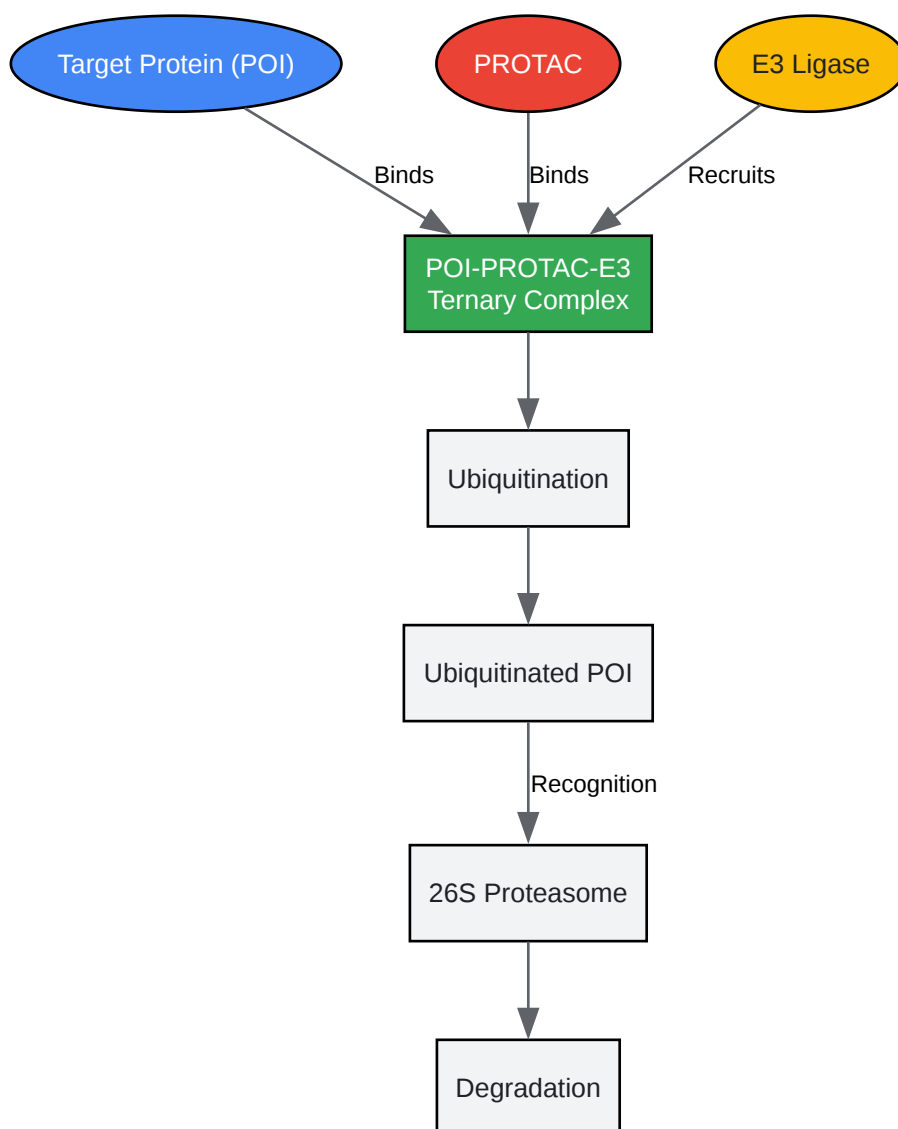 Target Protein (POI)
PROTAC
E3 Ligase
Binds
Binds
Recruits
POI-PROTAC-E3
Ternary Complex
Ubiquitination
Ubiquitinated POI
Recognition
26S Proteasome
Degradation